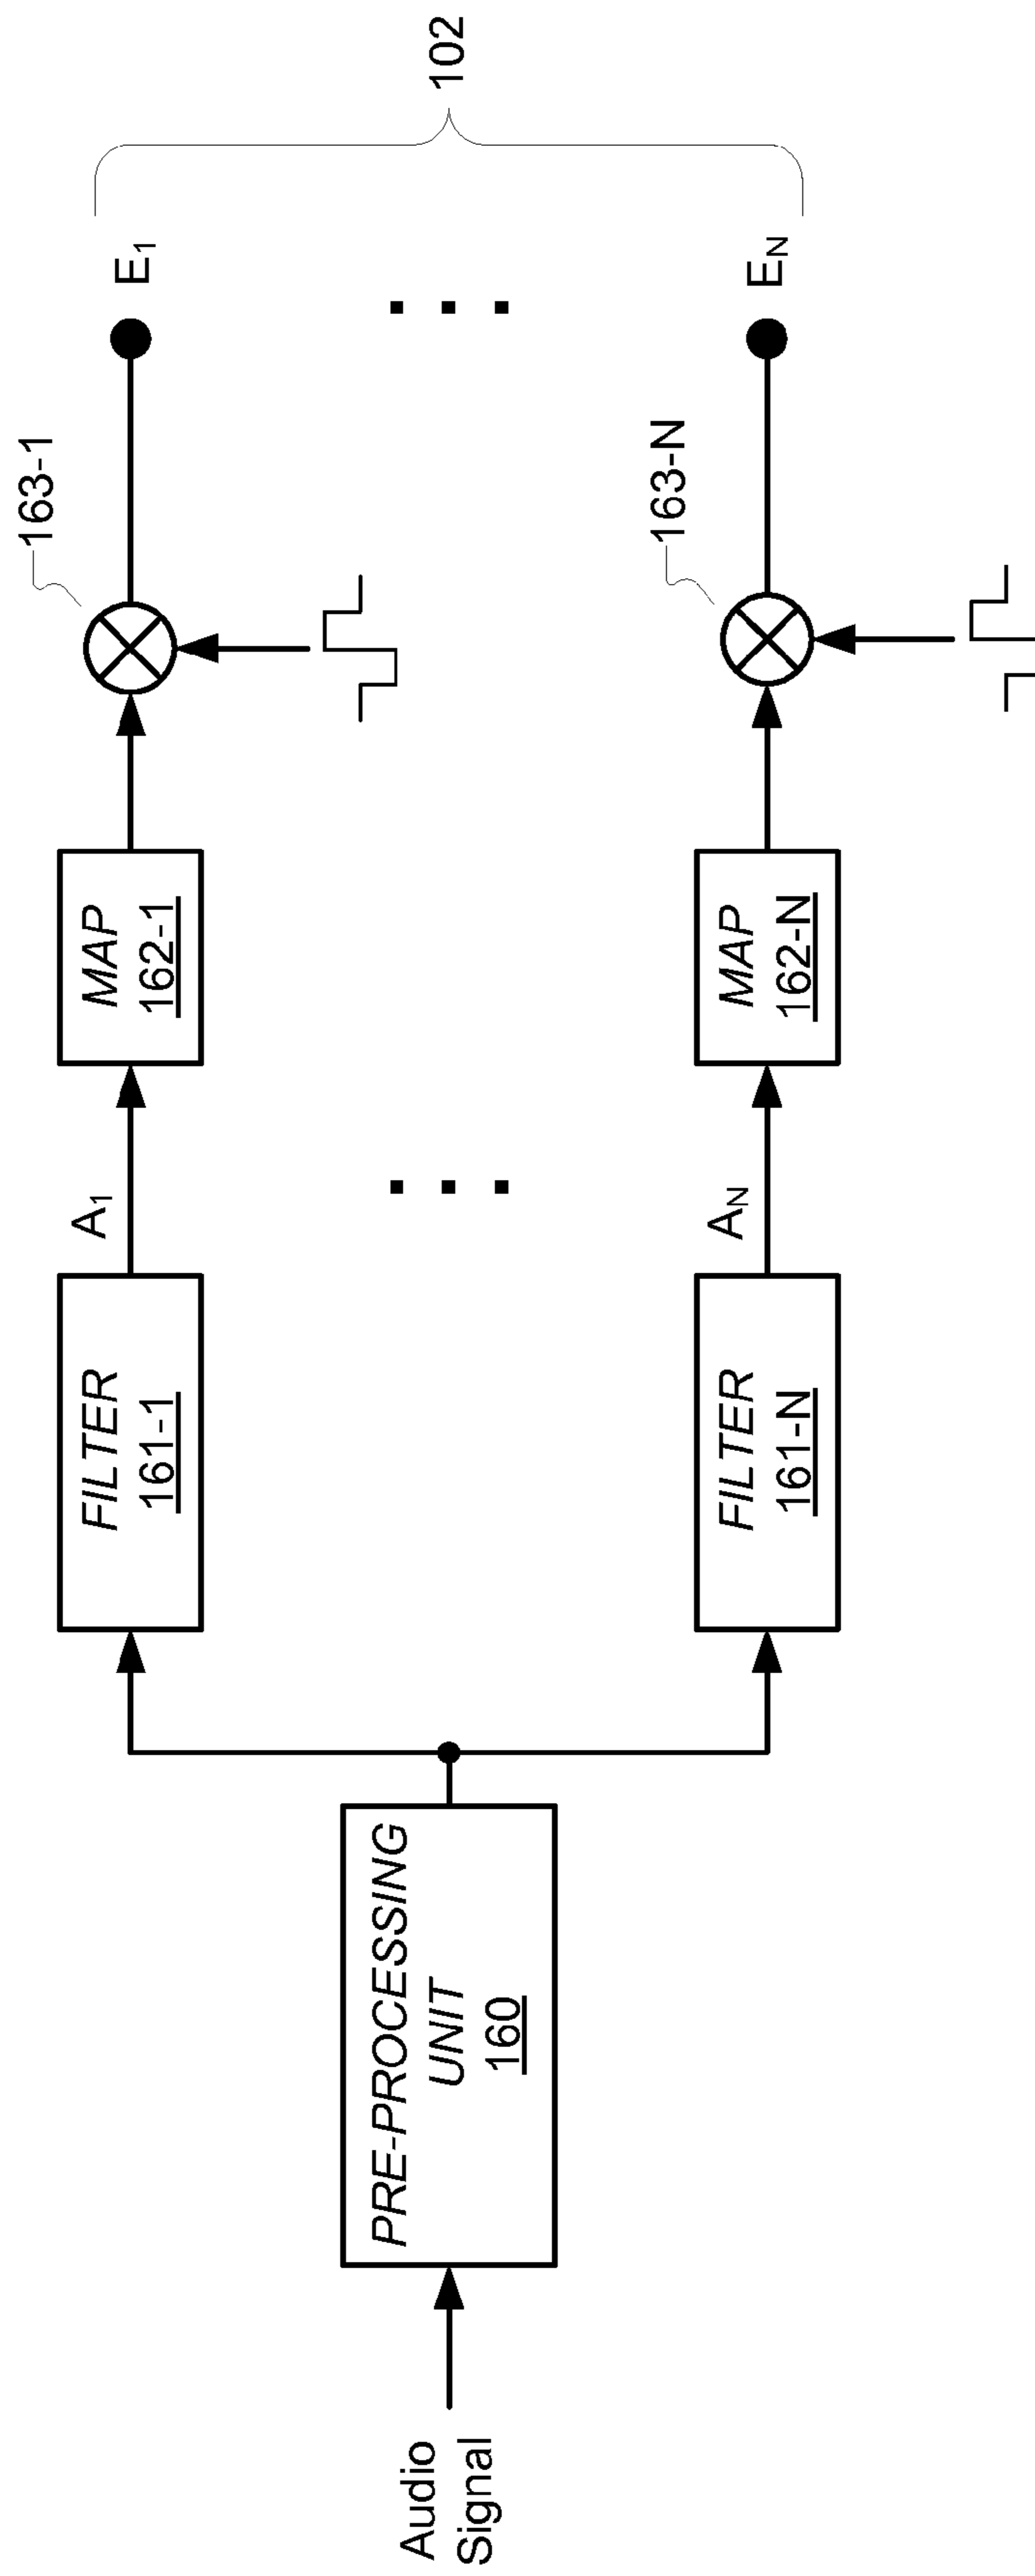 Audio
Signal
PRE-PROCESSING
UNIT
160
FILTER
161-1
A1
MAP
162-1
163-1
E1
102
FILTER
161-N
AN
MAP
162-N
163-N
EN